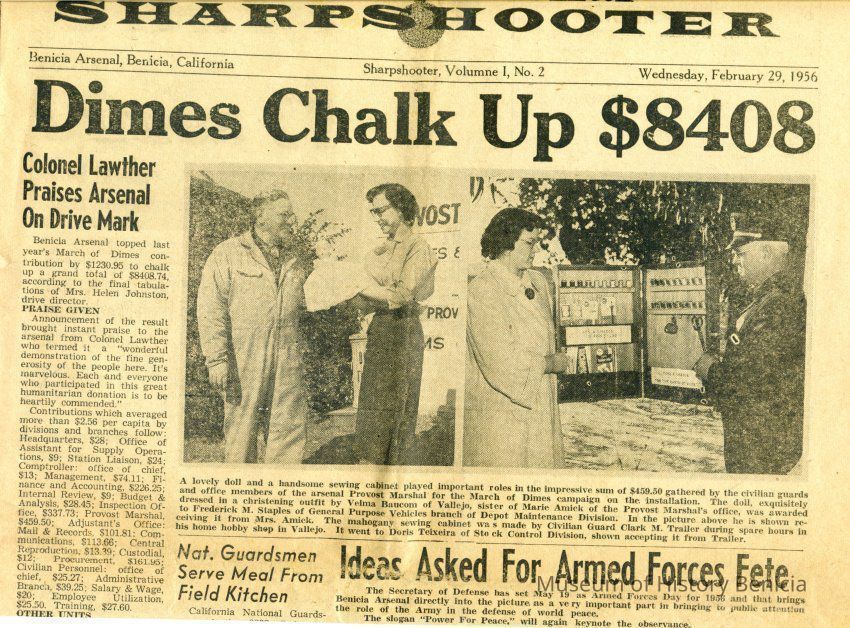 SHARPSHOOTER
Benicia Arsenal, Benicia, California
Sharpshooter, Volumne I, No. 2
Wednesday, February 29, 1956
Dimes Chalk Up $8408
Colonel Lawther
Praises Arsenal
On Drive Mark
Benicia Arsenal topped last
year's March of Dimes con-
tribution by $1230.95 to chalk
up a grand total of $8408.74,
according to the final tabula-
tions of Mrs. Helen Johnston,
drive director.
PRAISE GIVEN
Announcement of the result
brought instant praise to the
arsenal from Colonel Lawther
who termed it a "wonderful
demonstration of the fine gen-
erosity of the people here. It's
marvelous. Each and everyone
who participated in this great
humanitarian donation is to be
heartily commended."
Contributions which averaged
more than $2.56 per capita by
divisions and branches follow:
Headquarters, $28; Office of
Assistant for Supply Opera-
tions, $9; Station Liaison, $24;
Comptroller: office of chief,
$13; Management, $74.11; Fi-
nance and Accounting, $226.25;
Internal Review, $9; Budget &
Analysis, $28.45; Inspection Of-
fice, $337.73; Provost Marshal,
$459.50; Adjustant's Office:
Mail & Records, $101.81; Com-
munications, $113.66; Central
Reproduction, $13.39; Custodial,
$12; Procurement, $161.95;
Civilian Personnel: office of
chief, $25.27; Administrative
Branch, $39.25; Salary & Wage,
$20; Employee Utilization,
$25.50. Training, $27.60.
OTHER UNITS
VOST
PROV
MS
A lovely doll and a handsome sewing cabinet played important roles in the impressive sum of $459.50 gathered by the civilian guards
and office members of the arsenal Provost Marshal for the March of Dimes campaign on the installation. The doll, exquisitely
dressed in a christening outfit by Velma Baucom of Vallejo, sister of Marie Amick of the Provost Marshal's office, was awarded
to Frederick M. Staples of General Purpose Vehicles branch of Depot Maintenance Division. In the picture above he is shown re-
ceiving it from Mrs. Amick. The mahogany sewing cabinet was made by Civilian Guard Clark M. Trailer during spare hours in
his home hobby shop in Vallejo. It went to Doris Teixeira of Stock Control Division, shown accepting it from Trailer.
Nat. Guardsmen
Serve Meal From
Field Kitchen
California National Guards-
Ideas Asked For Armed Forces Fete
The Secretary of Defense has set May 19 as Armed Forces Day for 1956 and that brings
Benicia Arsenal directly into the picture as a very important part in bringing to public attention
the role of the Army in the defense of world peace.
The slogan "Power For Peace," will again keynote the observance.
Museum of History Benicia